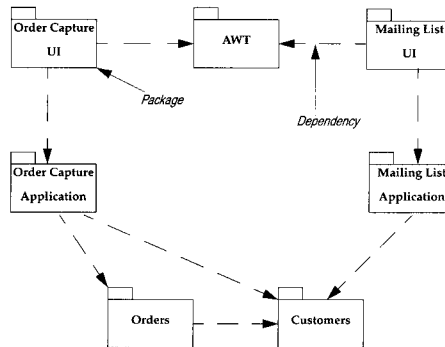 Order Capture
UI
AWT
Mailing List
UI
Package
Dependency
Order Capture
Application
Mailing List
Application
Orders
Customers